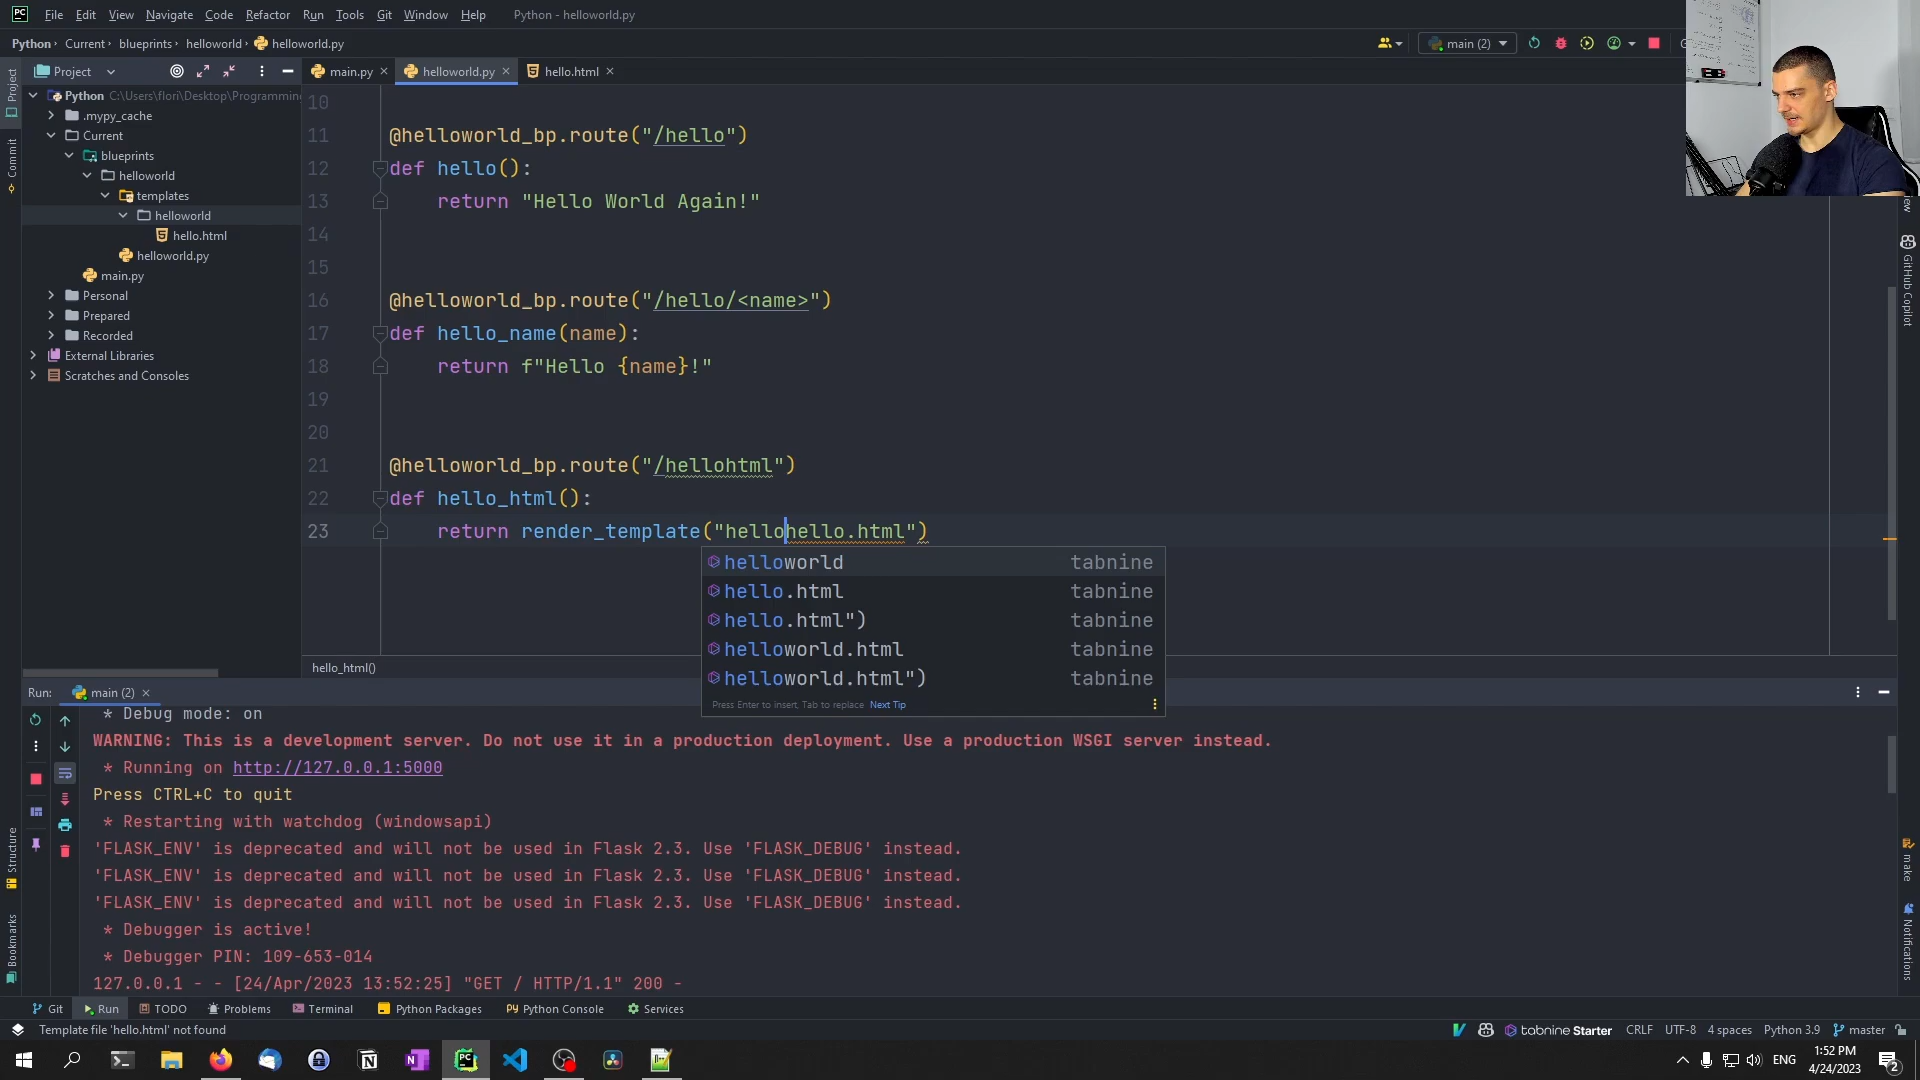 PC File Edit View Navigate Code Refactor Run Tools Git Window Help Python - helloworld.py
Python Current blueprints helloworld helloworld.py
main (2)
Project
main.py helloworld.py hello.html
Python C:\Users\flori\Desktop\Programming
.mypy_cache
Current
blueprints
helloworld
templates
helloworld
hello.html
helloworld.py
main.py
Personal
Prepared
Recorded
External Libraries
Scratches and Consoles
Project
Commit
Structure
Bookmarks
10
11 @helloworld_bp.route("/hello")
12 def hello():
13 return "Hello World Again!"
14
15
16 @helloworld_bp.route("/hello/<name>")
17 def hello_name(name):
18 return f"Hello {name}!"
19
20
21 @helloworld_bp.route("/hellohtml")
22 def hello_html():
23 return render_template("hellohello.html")
helloworld tabnine
hello.html tabnine
hello.html") tabnine
helloworld.html tabnine
helloworld.html") tabnine
Press Enter to insert, Tab to replace Next Tip
hello_html()
GitHub Copilot
make
Notifications
Run: main (2)
* Debug mode: on
WARNING: This is a development server. Do not use it in a production deployment. Use a production WSGI server instead.
* Running on http://127.0.0.1:5000
Press CTRL+C to quit
* Restarting with watchdog (windowsapi)
'FLASK_ENV' is deprecated and will not be used in Flask 2.3. Use 'FLASK_DEBUG' instead.
'FLASK_ENV' is deprecated and will not be used in Flask 2.3. Use 'FLASK_DEBUG' instead.
'FLASK_ENV' is deprecated and will not be used in Flask 2.3. Use 'FLASK_DEBUG' instead.
* Debugger is active!
* Debugger PIN: 109-653-014
127.0.0.1 - - [24/Apr/2023 13:52:25] "GET / HTTP/1.1" 200 -
Git Run TODO Problems Terminal Python Packages Python Console Services
Template file 'hello.html' not found
tabnine Starter CRLF UTF-8 4 spaces Python 3.9 master
ENG
1:52 PM
4/24/2023
2